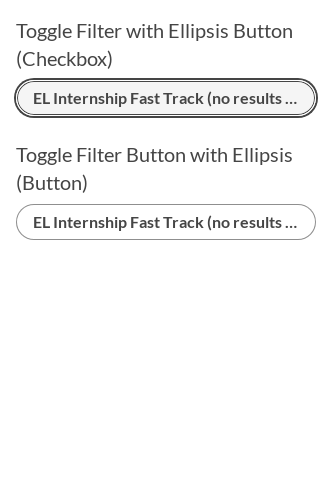 Toggle Filter with Ellipsis Button
(Checkbox)
EL Internship Fast Track (no results ...
Toggle Filter Button with Ellipsis
(Button)
EL Internship Fast Track (no results ...